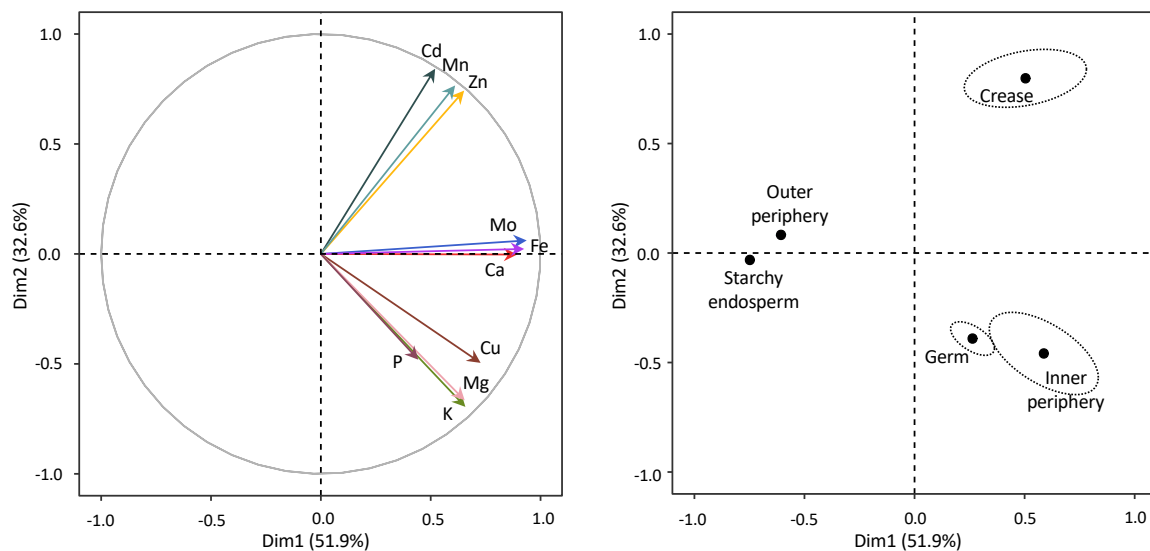 1.0
0.5
0.0
-0.5
-1.0
Dim2 (32.6%)
Cd
Mn
Zn
Mo
Fe
Ca
Cu
P
Mg
K
-1.0
-0.5
0.0
0.5
1.0
Dim1 (51.9%)
1.0
0.5
0.0
-0.5
-1.0
Dim2 (32.6%)
Crease
Outer
periphery
Starchy
endosperm
Germ
Inner
periphery
-1.0
-0.5
0.0
0.5
1.0
Dim1 (51.9%)